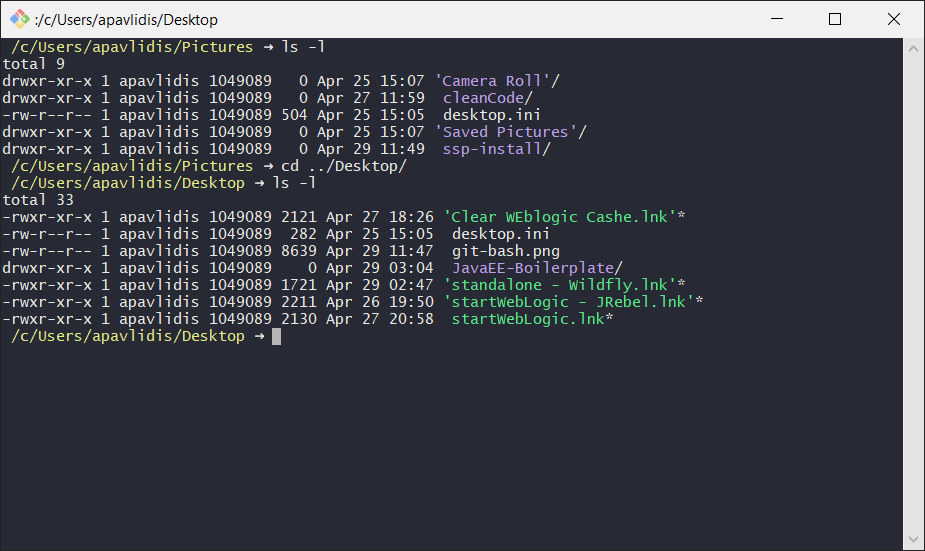 :/c/Users/apavlidis/Desktop
/c/Users/apavlidis/Pictures → ls -l
total 9
drwxr-xr-x 1 apavlidis 1049089   0 Apr 25 15:07 'Camera Roll'/
drwxr-xr-x 1 apavlidis 1049089   0 Apr 27 11:59  cleanCode/
-rw-r--r-- 1 apavlidis 1049089 504 Apr 25 15:05  desktop.ini
drwxr-xr-x 1 apavlidis 1049089   0 Apr 25 15:07 'Saved Pictures'/
drwxr-xr-x 1 apavlidis 1049089   0 Apr 29 11:49  ssp-install/
/c/Users/apavlidis/Pictures → cd ../Desktop/
/c/Users/apavlidis/Desktop → ls -l
total 33
-rwxr-xr-x 1 apavlidis 1049089 2121 Apr 27 18:26 'Clear WEblogic Cashe.lnk'*
-rw-r--r-- 1 apavlidis 1049089  282 Apr 25 15:05  desktop.ini
-rw-r--r-- 1 apavlidis 1049089 8639 Apr 29 11:47  git-bash.png
drwxr-xr-x 1 apavlidis 1049089    0 Apr 29 03:04  JavaEE-Boilerplate/
-rwxr-xr-x 1 apavlidis 1049089 1721 Apr 29 02:47 'standalone - Wildfly.lnk'*
-rwxr-xr-x 1 apavlidis 1049089 2211 Apr 26 19:50 'startWebLogic - JRebel.lnk'*
-rwxr-xr-x 1 apavlidis 1049089 2130 Apr 27 20:58  startWebLogic.lnk*
/c/Users/apavlidis/Desktop →